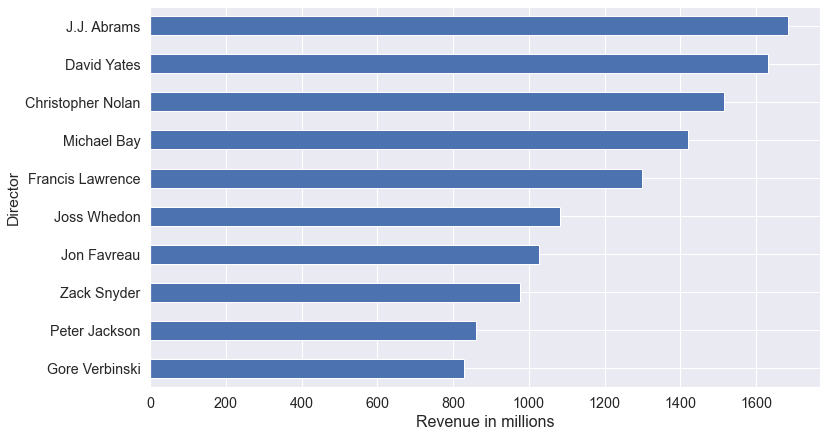 J.J. Abrams
David Yates
Christopher Nolan
Michael Bay
Francis Lawrence
Joss Whedon
Jon Favreau
Zack Snyder
Peter Jackson
Gore Verbinski
Director
0 200 400 600 800 1000 1200 1400 1600
Revenue in millions